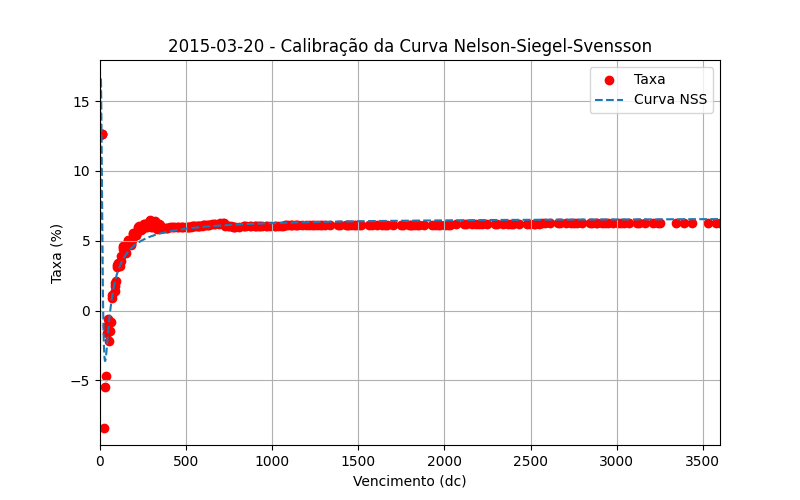 2015-03-20 - Calibração da Curva Nelson-Siegel-Svensson
Taxa
Curva NSS
Taxa (%)
15
10
5
0
−5
0 500 1000 1500 2000 2500 3000 3500
Vencimento (dc)